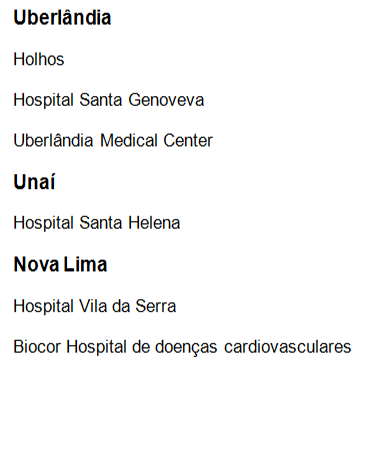 Uberlândia
Holhos
Hospital Santa Genoveva
Uberlândia Medical Center
Unaí
Hospital Santa Helena
Nova Lima
Hospital Vila da Serra
Biocor Hospital de doenças cardiovasculares